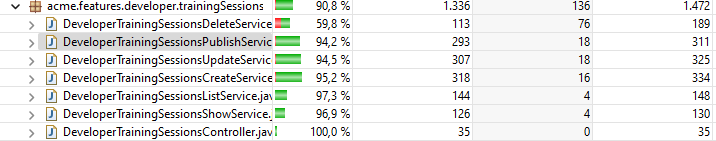 acme.features.developer.trainingSessions 90,8 % 1.336 136 1.472
DeveloperTrainingSessionsDeleteService 59,8 % 113 76 189
DeveloperTrainingSessionsPublishServic 94,2 % 293 18 311
DeveloperTrainingSessionsUpdateService 94,5 % 307 18 325
DeveloperTrainingSessionsCreateService 95,2 % 318 16 334
DeveloperTrainingSessionsListService.jav 97,3 % 144 4 148
DeveloperTrainingSessionsShowService.ja 96,9 % 126 4 130
DeveloperTrainingSessionsController.jav 100,0 % 35 0 35